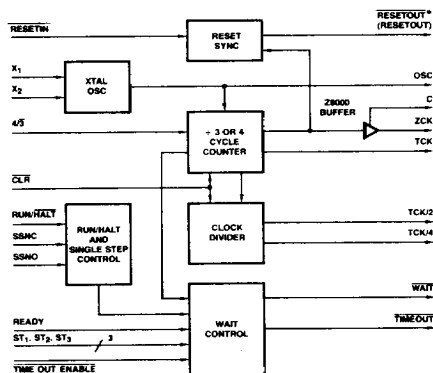 RESETIN
RESET
SYNC
RESETOUT*
(RESETOUT)
X1
X2
XTAL
OSC
OSC
Z8000
BUFFER
C
ZCK
4/3
÷ 3 OR 4
CYCLE
COUNTER
TCK
CLR
RUN/HALT
SSNC
SSNO
RUN/HALT
AND
SINGLE STEP
CONTROL
CLOCK
DIVIDER
TCK/2
TCK/4
READY
ST1, ST2, ST3
3
TIME OUT ENABLE
WAIT
CONTROL
WAIT
TIMEOUT